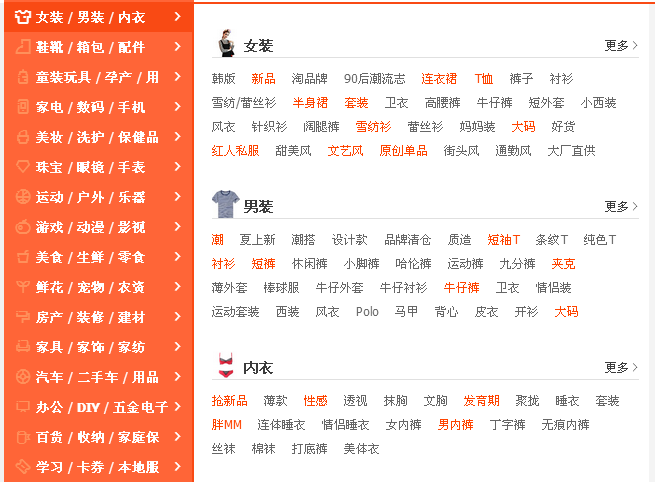 女装 / 男装 / 内衣
鞋靴 / 箱包 / 配件
童装玩具 / 孕产 / 用
家电 / 数码 / 手机
美妆 / 洗护 / 保健品
珠宝 / 眼镜 / 手表
运动 / 户外 / 乐器
游戏 / 动漫 / 影视
美食 / 生鲜 / 零食
鲜花 / 宠物 / 农资
房产 / 装修 / 建材
家具 / 家饰 / 家纺
汽车 / 二手车 / 用品
办公 / DIY / 五金电子
百货 / 收纳 / 家庭保
学习 / 卡券 / 本地服
女装 更多
韩版 新品 淘品牌 90后潮流志 连衣裙 T恤 裤子 衬衫
雪纺/蕾丝衫 半身裙 套装 卫衣 高腰裤 牛仔裤 短外套 小西装
风衣 针织衫 阔腿裤 雪纺衫 蕾丝衫 妈妈装 大码 好货
红人私服 甜美风 文艺风 原创单品 街头风 通勤风 大厂直供
男装 更多
潮 夏上新 潮搭 设计款 品牌清仓 质造 短袖T 条纹T 纯色T
衬衫 短裤 休闲裤 小脚裤 哈伦裤 运动裤 九分裤 夹克
薄外套 棒球服 牛仔外套 牛仔衬衫 牛仔裤 卫衣 情侣装
运动套装 西装 风衣 Polo 马甲 背心 皮衣 开衫 大码
内衣 更多
抢新品 薄款 性感 透视 抹胸 文胸 发育期 聚拢 睡衣 套装
胖MM 连体睡衣 情侣睡衣 女内裤 男内裤 丁字裤 无痕内裤
丝袜 棉袜 打底裤 美体衣